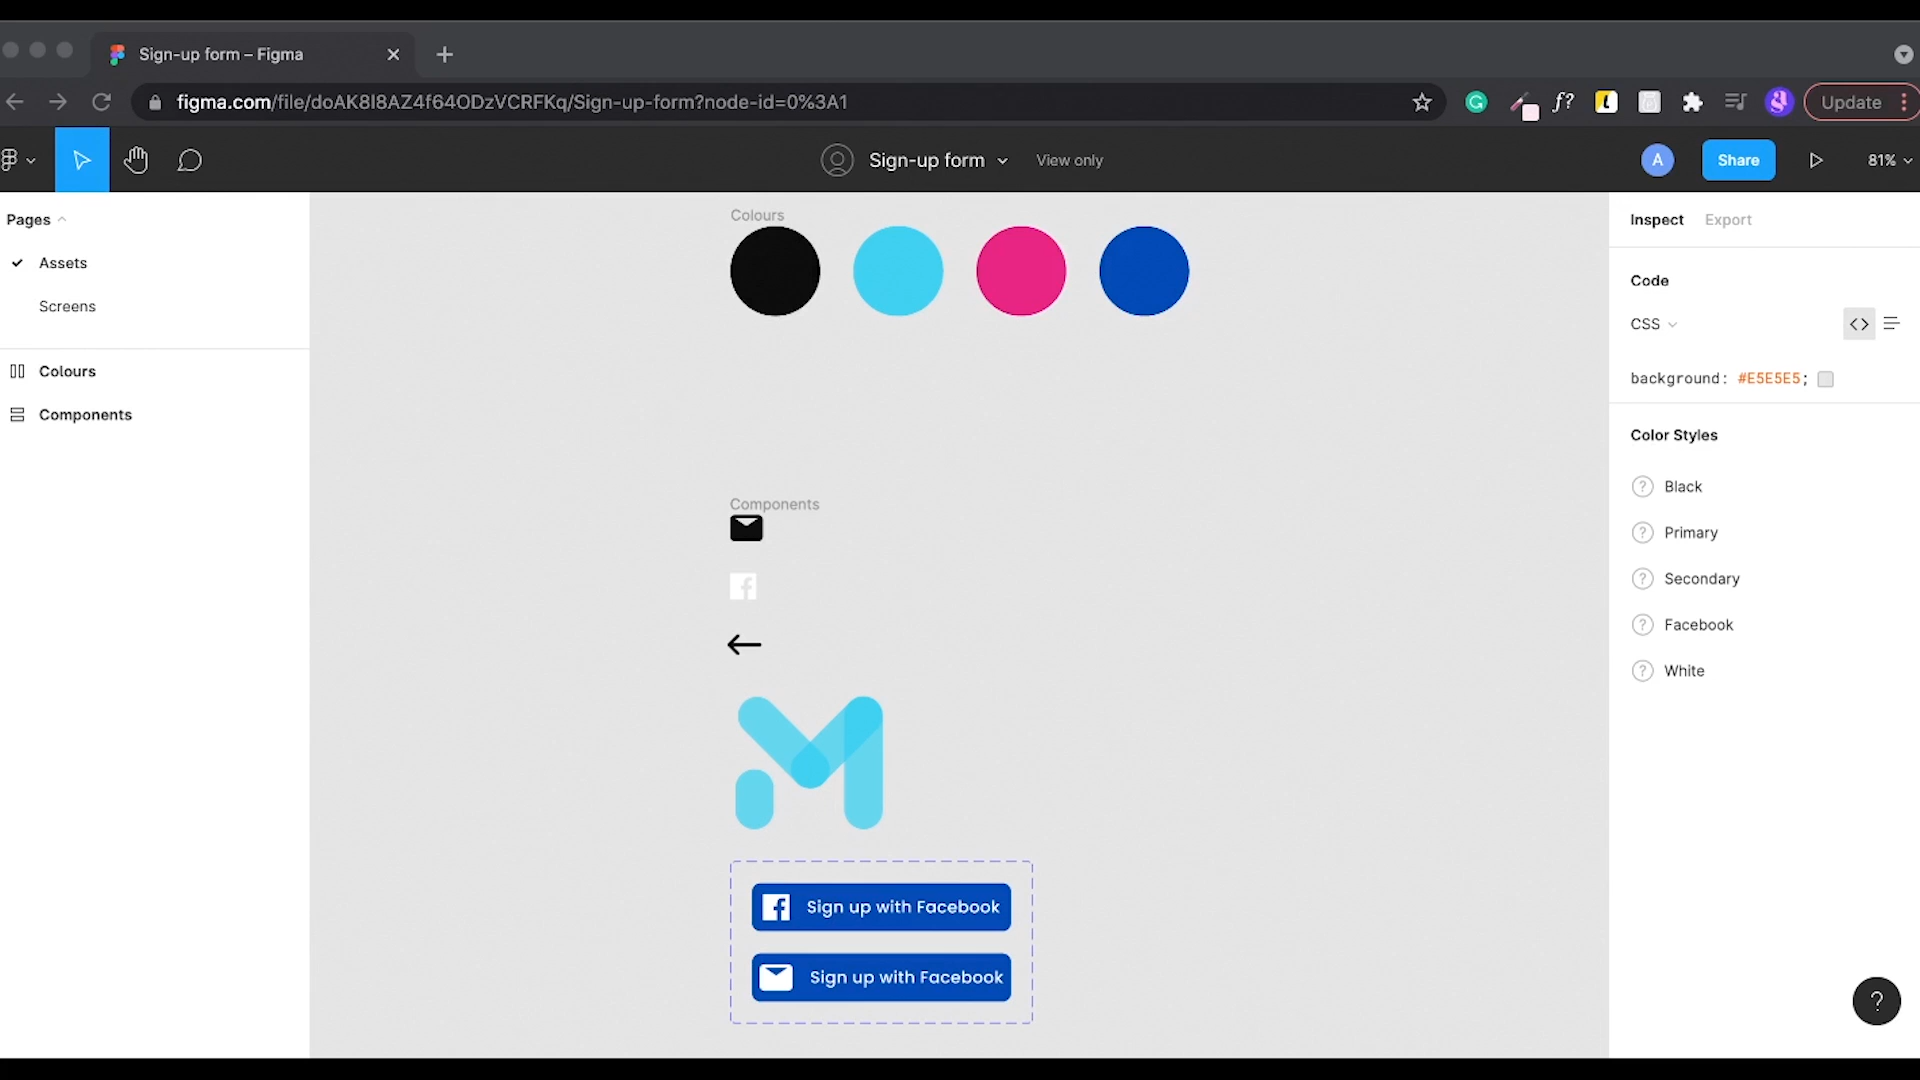 Sign-up form – Figma
figma.com/file/doAK8I8AZ4f64ODzVCRFKq/Sign-up-form?node-id=0%3A1
f?
Update
Sign-up form
View only
A
Share
81%
Pages
Assets
Screens
Colours
Components
Colours
Components
Sign up with Facebook
Sign up with Facebook
Inspect
Export
Code
CSS
background: #E5E5E5;
Color Styles
? Black
? Primary
? Secondary
? Facebook
? White
?